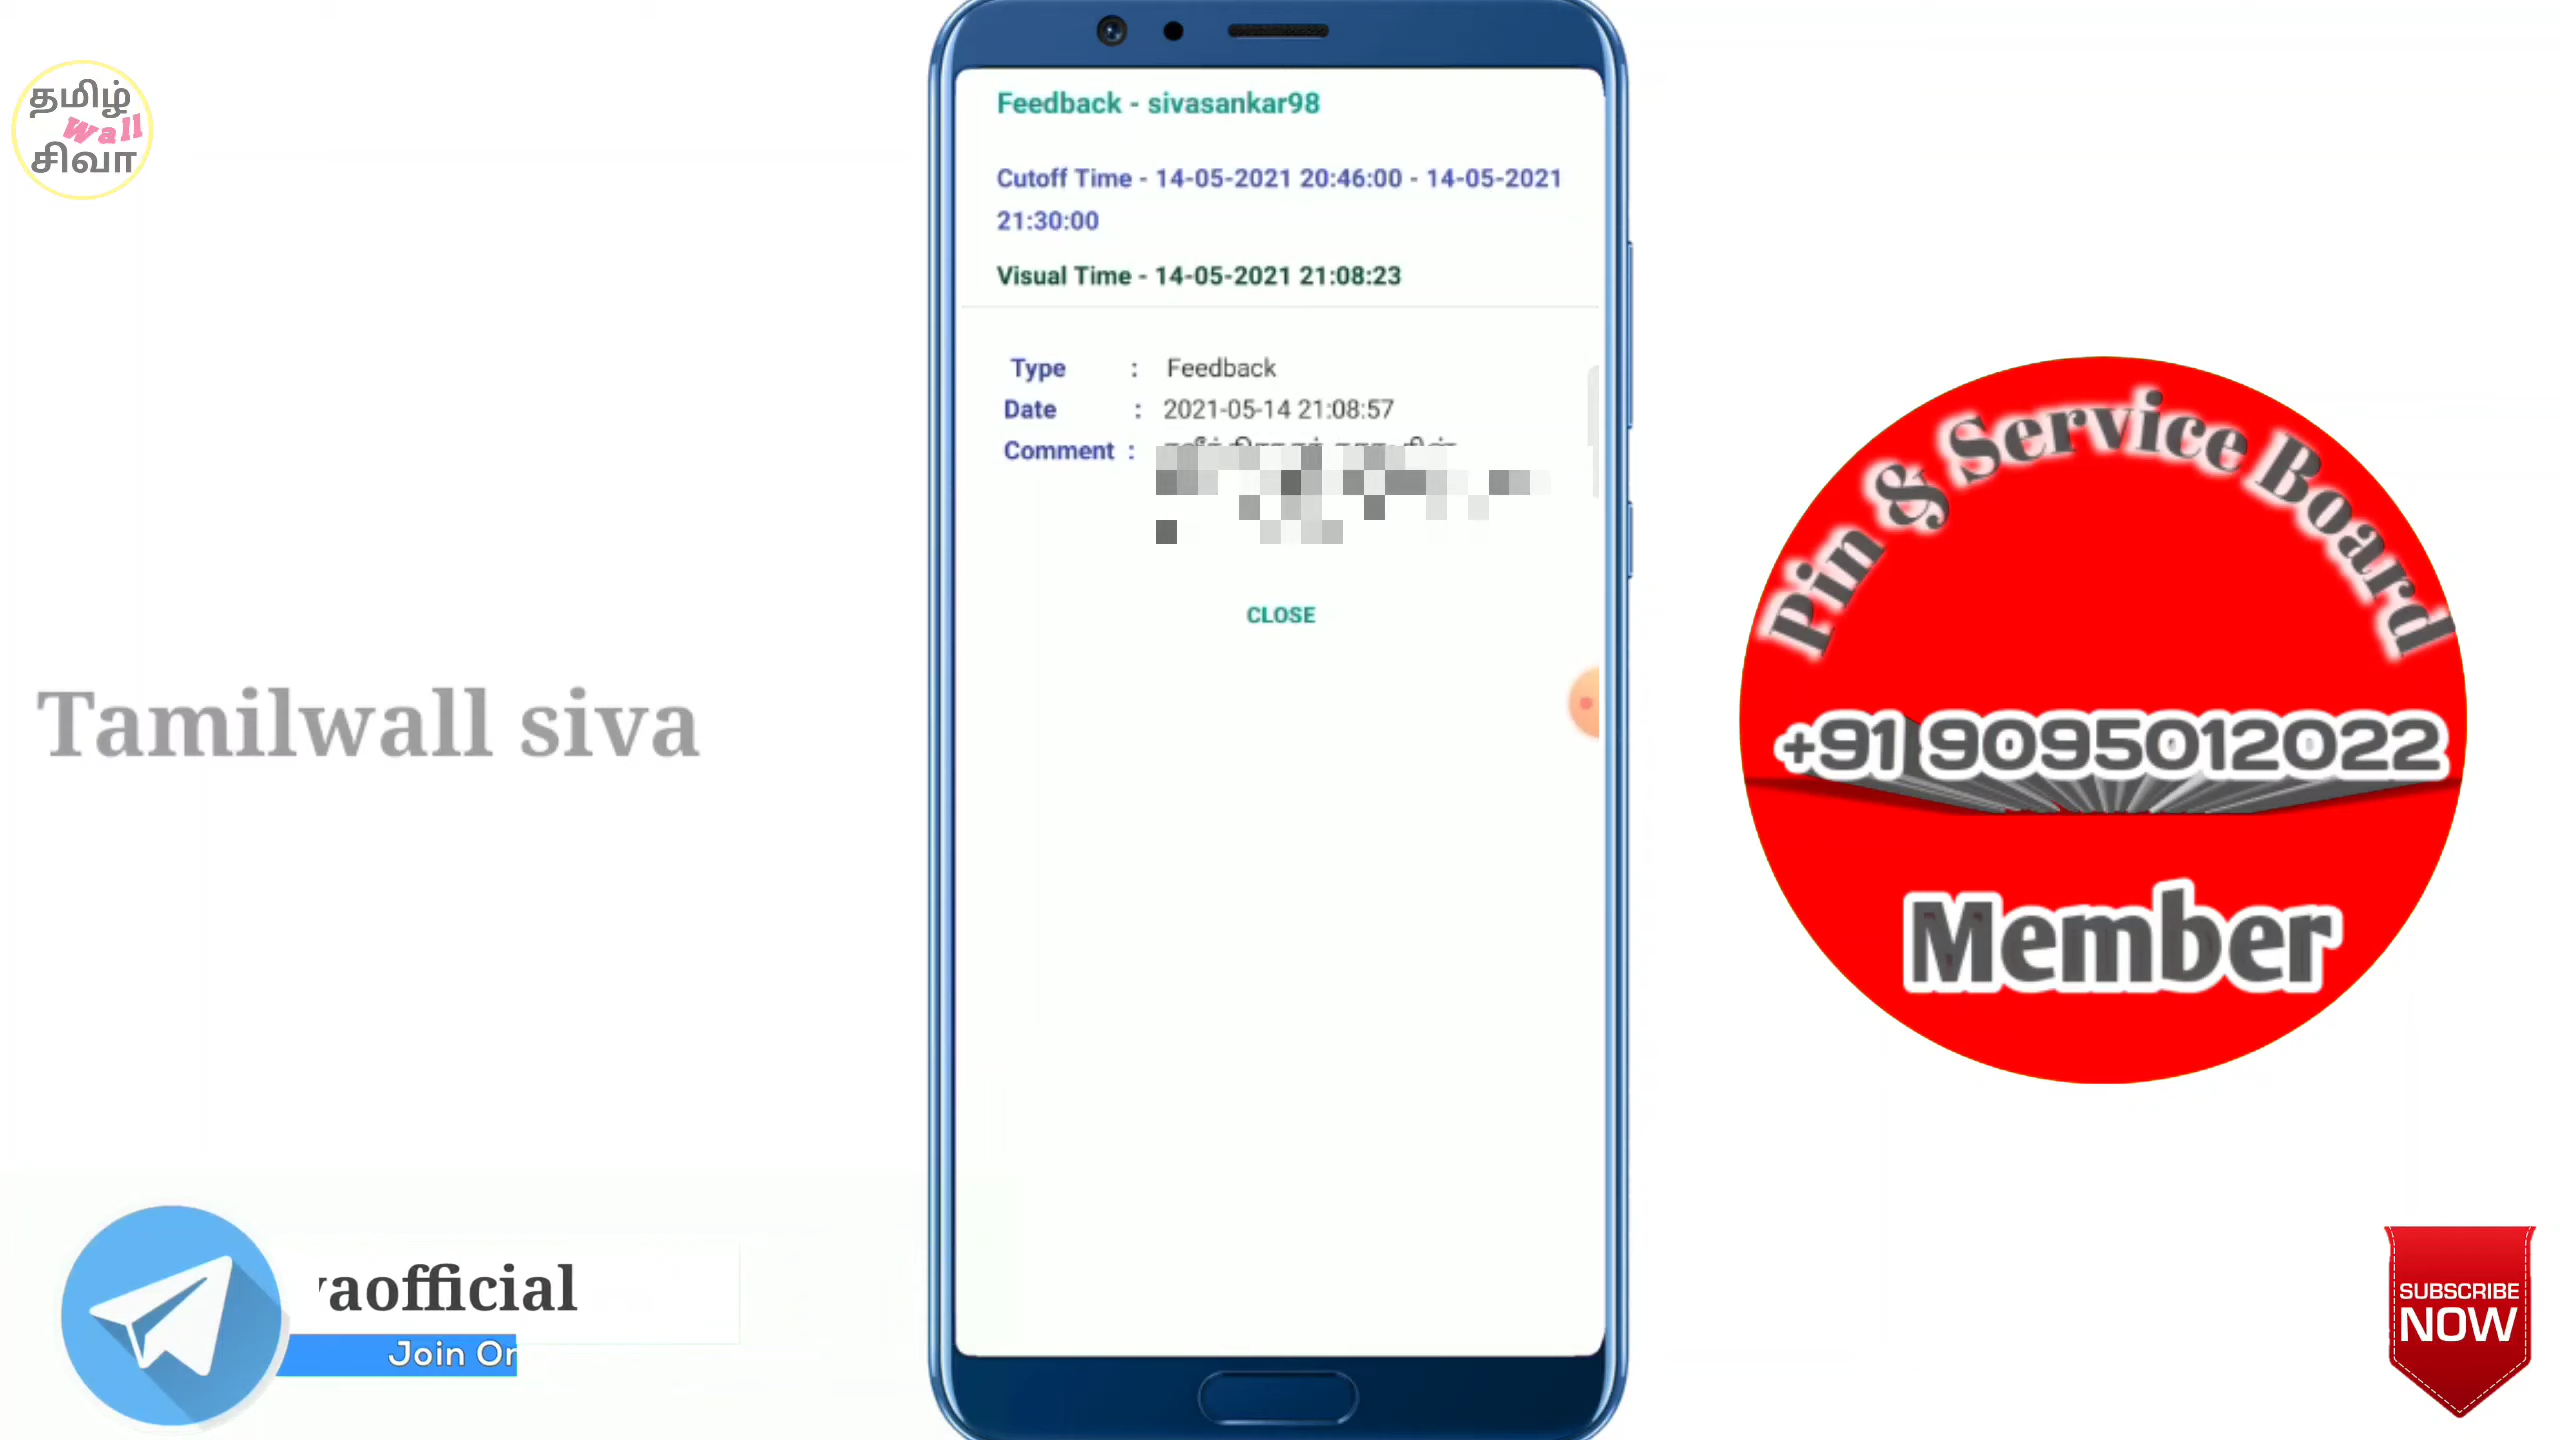 தமிழ்
Wall
சிவா
Feedback - sivasankar98
Cutoff Time - 14-05-2021 20:46:00 - 14-05-2021
21:30:00
Visual Time - 14-05-2021 21:08:23
Type : Feedback
Date : 2021-05-14 21:08:57
Comment :
CLOSE
Tamilwall siva
Pin & Service Board
+91 9095012022
Member
aofficial
Join On
SUBSCRIBE
NOW